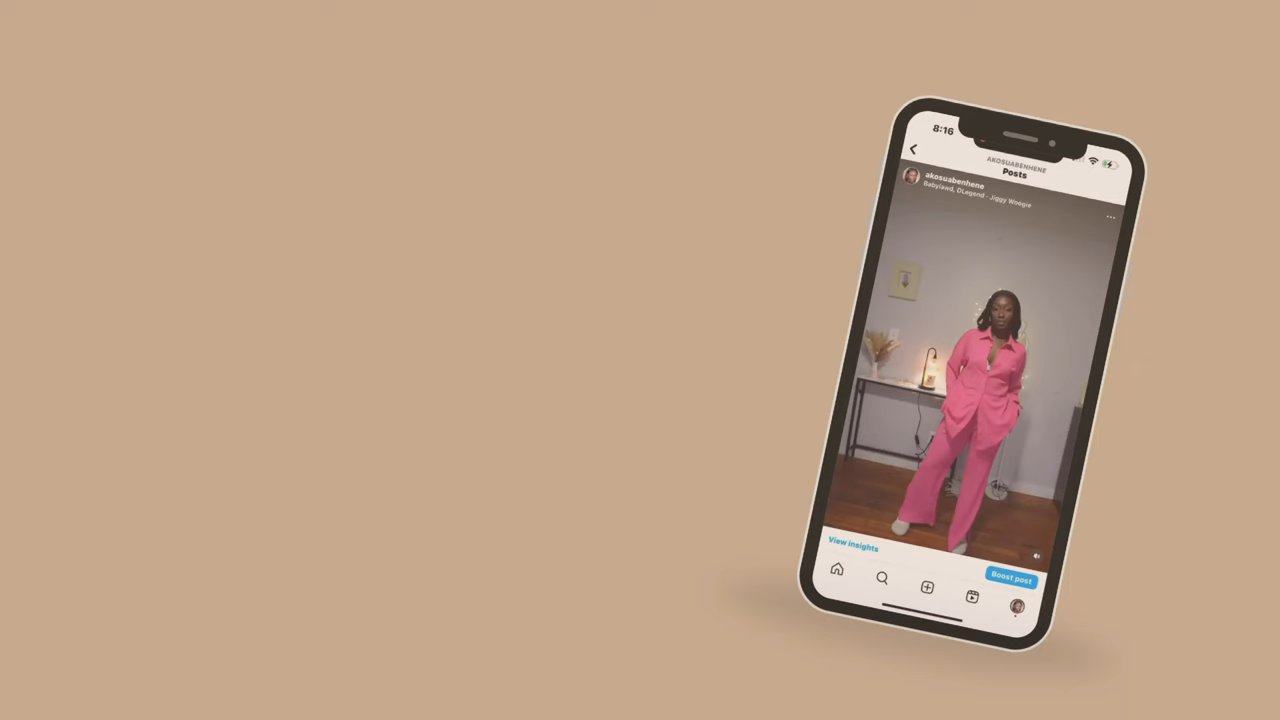 8:16
AKOSUABENHENE
Posts
akosuabenhene
Babylawd, DLegend · Jiggy Woogie
View insights
Boost post